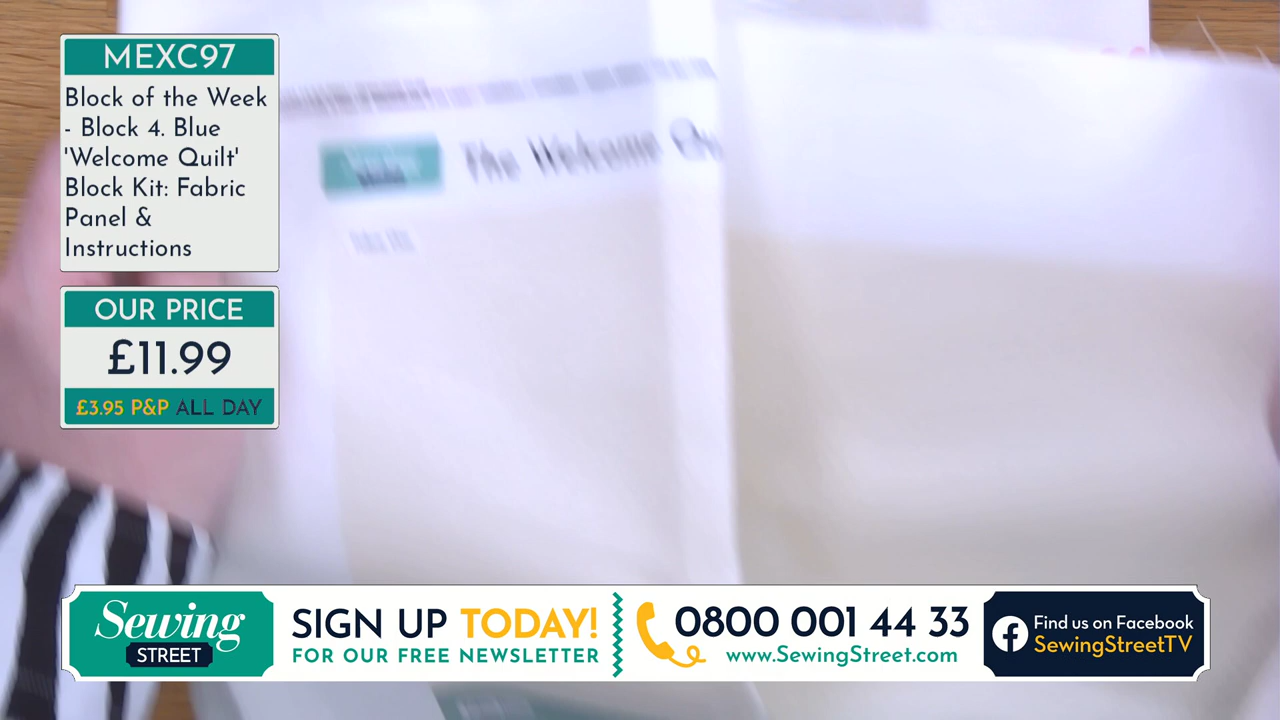 MEXC97
Block of the Week
- Block 4. Blue
'Welcome Quilt'
Block Kit: Fabric
Panel &
Instructions
OUR PRICE
£11.99
£3.95 P&P ALL DAY
The Welcome
Sewing
STREET
SIGN UP TODAY!
FOR OUR FREE NEWSLETTER
0800 001 44 33
www.SewingStreet.com
Find us on Facebook
SewingStreetTV